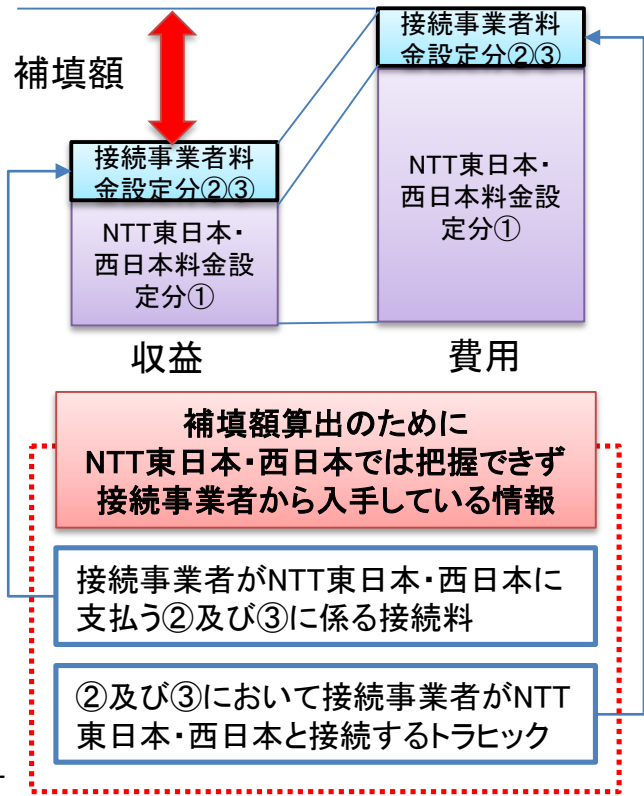 補填額
接続事業者料
金設定分②③
NTT東日本・
西日本料金設
定分①
収益
接続事業者料
金設定分②③
NTT東日本・
西日本料金設
定分①
費用
補填額算出のために
NTT東日本・西日本では把握できず
接続事業者から入手している情報
接続事業者がNTT東日本・西日本に
支払う②及び③に係る接続料
②及び③において接続事業者がNTT
東日本・西日本と接続するトラヒック